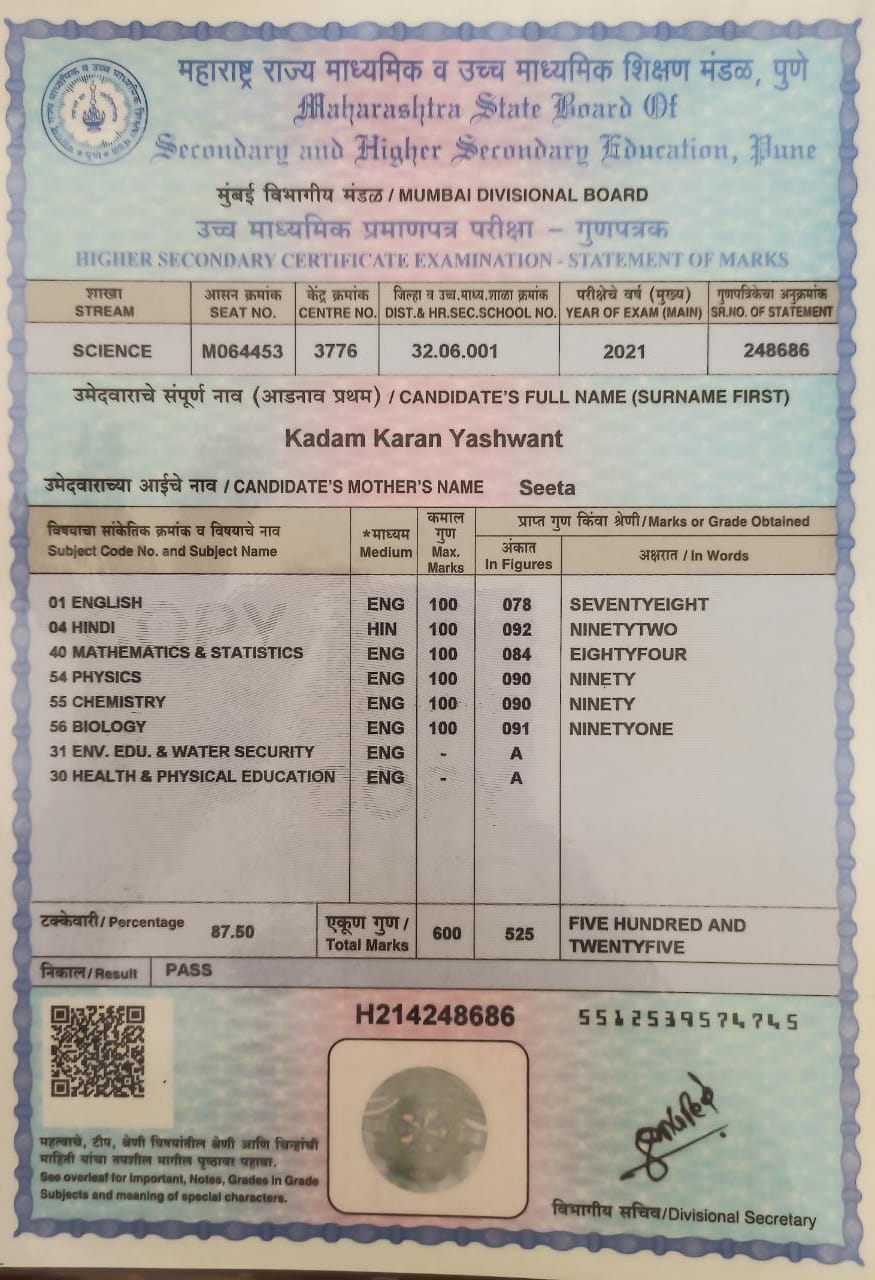 महाराष्ट्र राज्य माध्यमिक व उच्च माध्यमिक शिक्षण मंडळ, पुणे
Maharashtra State Board Of
Secondary and Higher Secondary Education, Pune
मुंबई विभागीय मंडळ / MUMBAI DIVISIONAL BOARD
उच्च माध्यमिक प्रमाणपत्र परीक्षा – गुणपत्रक
HIGHER SECONDARY CERTIFICATE EXAMINATION - STATEMENT OF MARKS
शाखा आसन क्रमांक केंद्र क्रमांक जिल्हा व उच्च.माध्य.शाळा क्रमांक परीक्षेचे वर्ष (मुख्य) गुणपत्रिकेचा अनुक्रमांक
STREAM SEAT NO. CENTRE NO. DIST.& HR.SEC.SCHOOL NO. YEAR OF EXAM (MAIN) SR.NO. OF STATEMENT
SCIENCE M064453 3776 32.06.001 2021 248686
उमेदवाराचे संपूर्ण नाव (आडनाव प्रथम) / CANDIDATE'S FULL NAME (SURNAME FIRST)
Kadam Karan Yashwant
उमेदवाराच्या आईचे नाव / CANDIDATE'S MOTHER'S NAME Seeta
विषयाचा सांकेतिक क्रमांक व विषयाचे नाव
Subject Code No. and Subject Name
*माध्यम
Medium
कमाल
गुण
Max.
Marks
प्राप्त गुण किंवा श्रेणी/Marks or Grade Obtained
अंकात
In Figures
अक्षरात / In Words
COPY
01 ENGLISH ENG 100 078 SEVENTYEIGHT
04 HINDI HIN 100 092 NINETYTWO
40 MATHEMATICS & STATISTICS ENG 100 084 EIGHTYFOUR
54 PHYSICS ENG 100 090 NINETY
55 CHEMISTRY ENG 100 090 NINETY
56 BIOLOGY ENG 100 091 NINETYONE
31 ENV. EDU. & WATER SECURITY ENG - A
30 HEALTH & PHYSICAL EDUCATION ENG - A
टक्केवारी/ Percentage 87.50
एकूण गुण /
Total Marks
600 525
FIVE HUNDRED AND
TWENTYFIVE
निकाल/Result PASS
H214248686 5512539574745
महत्वाचे, टीप, श्रेणी विषयांतील श्रेणी आणि चिन्हांची
माहिती यांचा तपशील मागील पृष्ठावर पहावा.
See overleaf for Important, Notes, Grades in Grade
Subjects and meaning of special characters.
विभागीय सचिव/Divisional Secretary